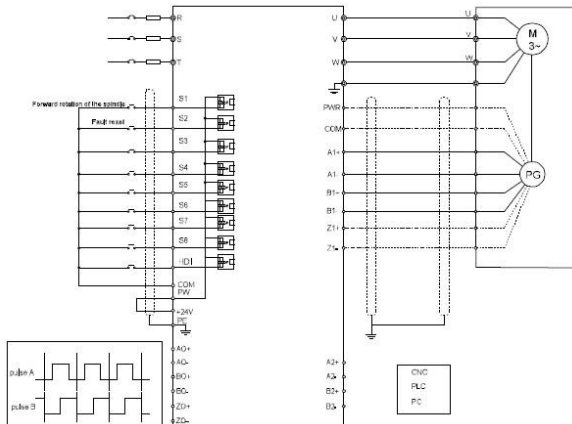 R
S
T
U
V
W
U
V
W
M
3~
Forward rotation of the spindle
Fault reset
S1
S2
S3
S4
S5
S6
S7
S8
HDI
COM
PW
+24V
PE
PWR
COM
A1+
A1-
B1+
B1-
Z1+
Z1-
PG
AO+
AO-
BO+
BO-
ZO+
ZO-
A2+
A2-
B2+
B2-
CNC
PLC
PC
pulse A
pulse B